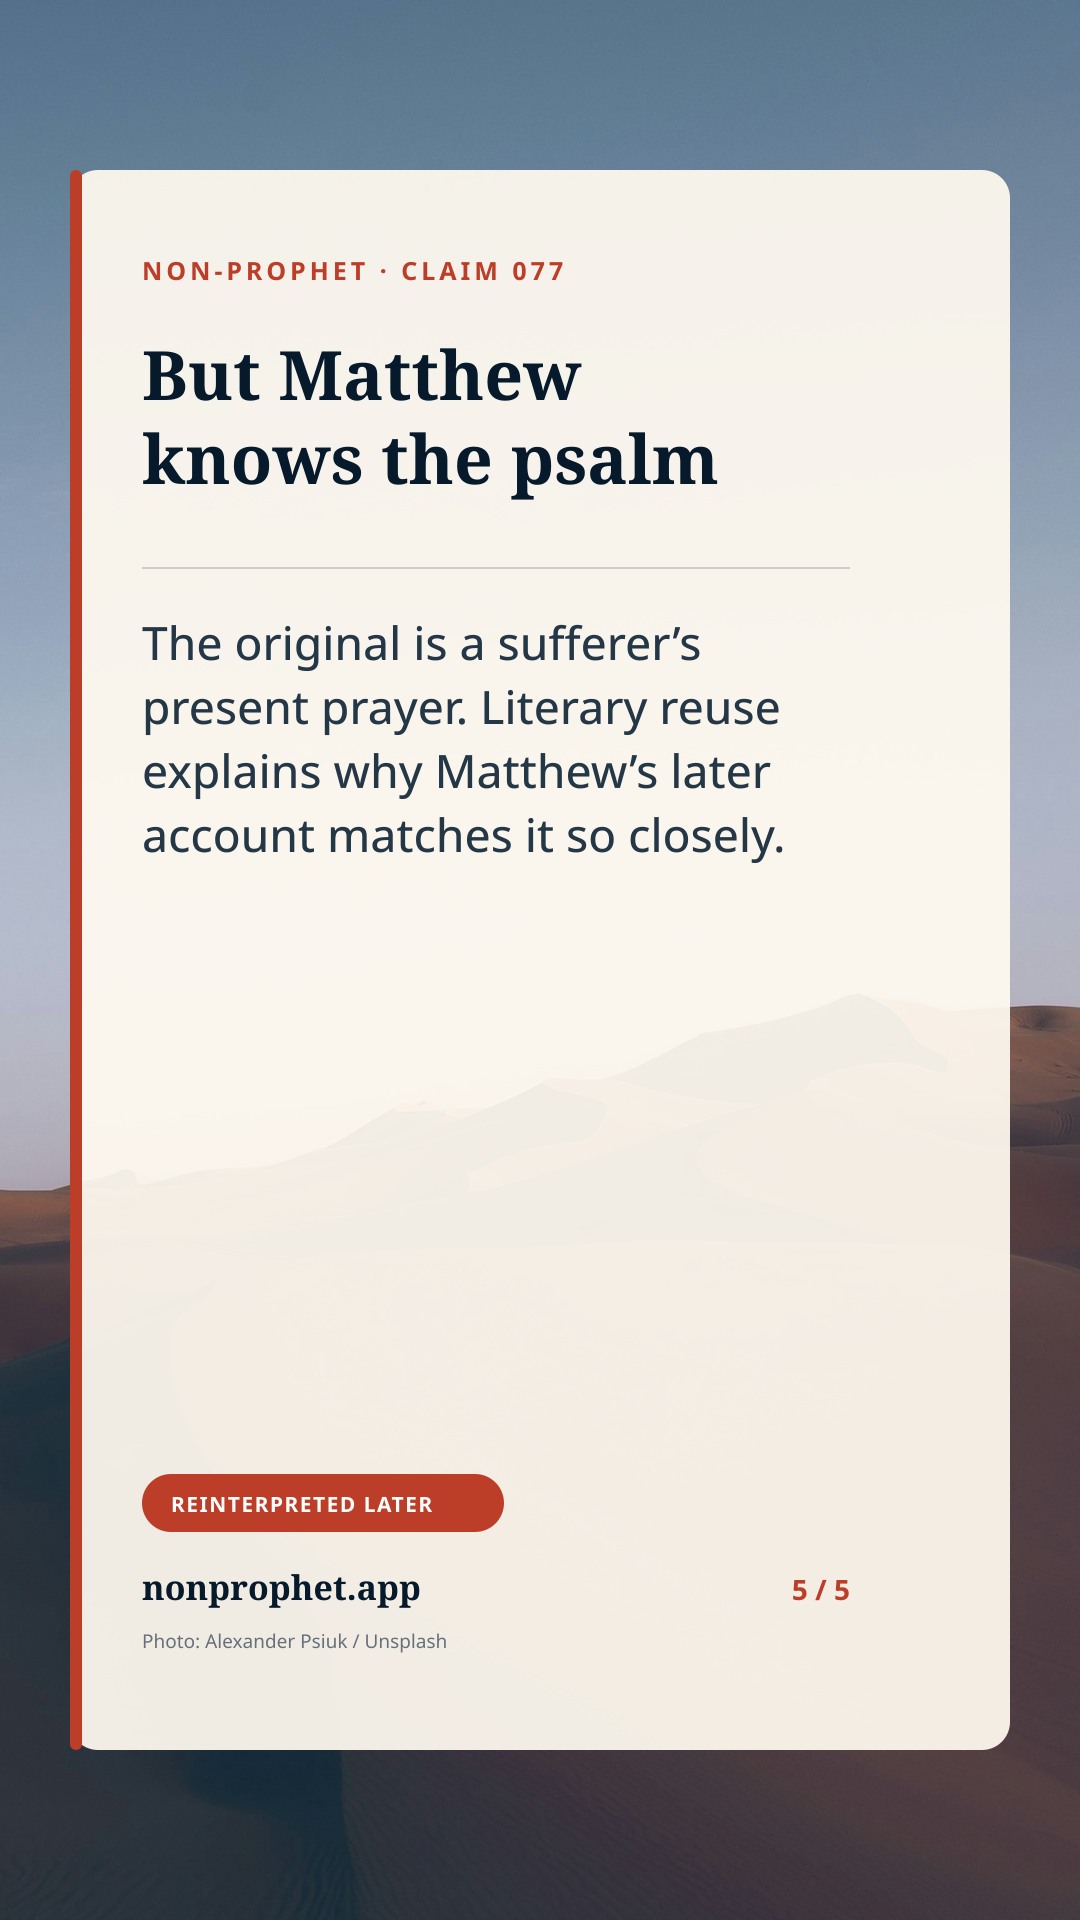 NON-PROPHET · CLAIM 077
But Matthew
knows the psalm
The original is a sufferer’s
present prayer. Literary reuse
explains why Matthew’s later
account matches it so closely.
REINTERPRETED LATER
nonprophet.app
5 / 5
Photo: Alexander Psiuk / Unsplash